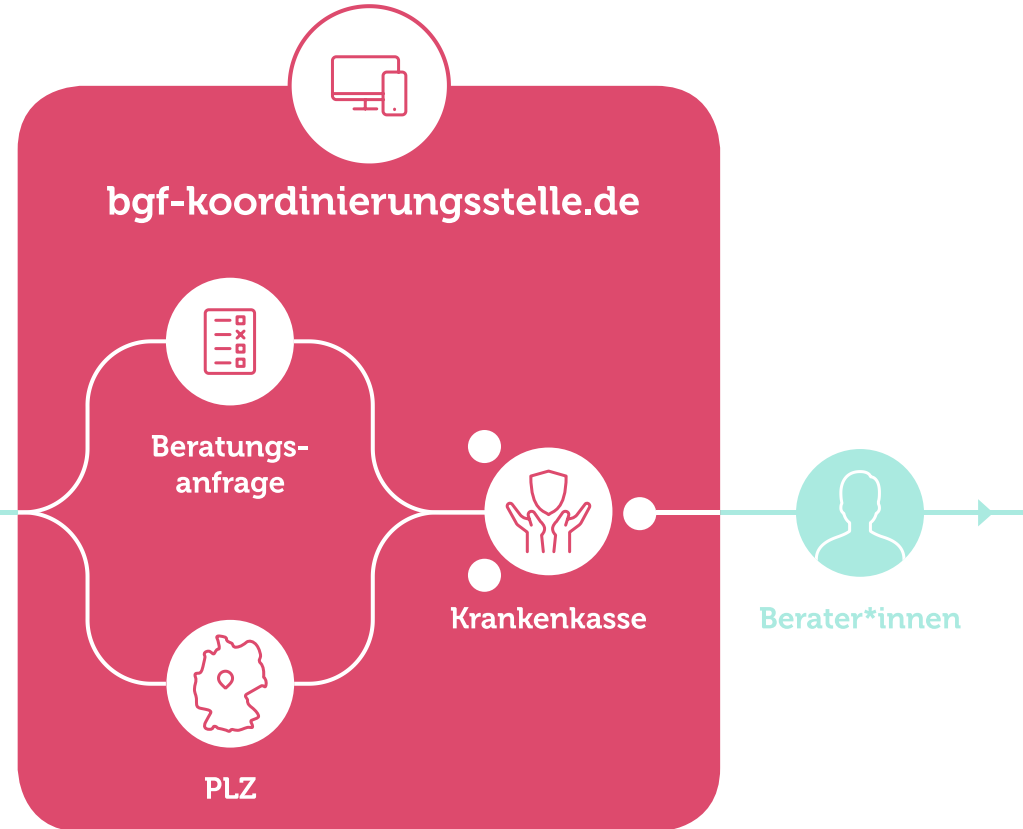 bgf-koordinierungsstelle.de
Beratungs-
anfrage
Krankenkasse
Berater*innen
PLZ